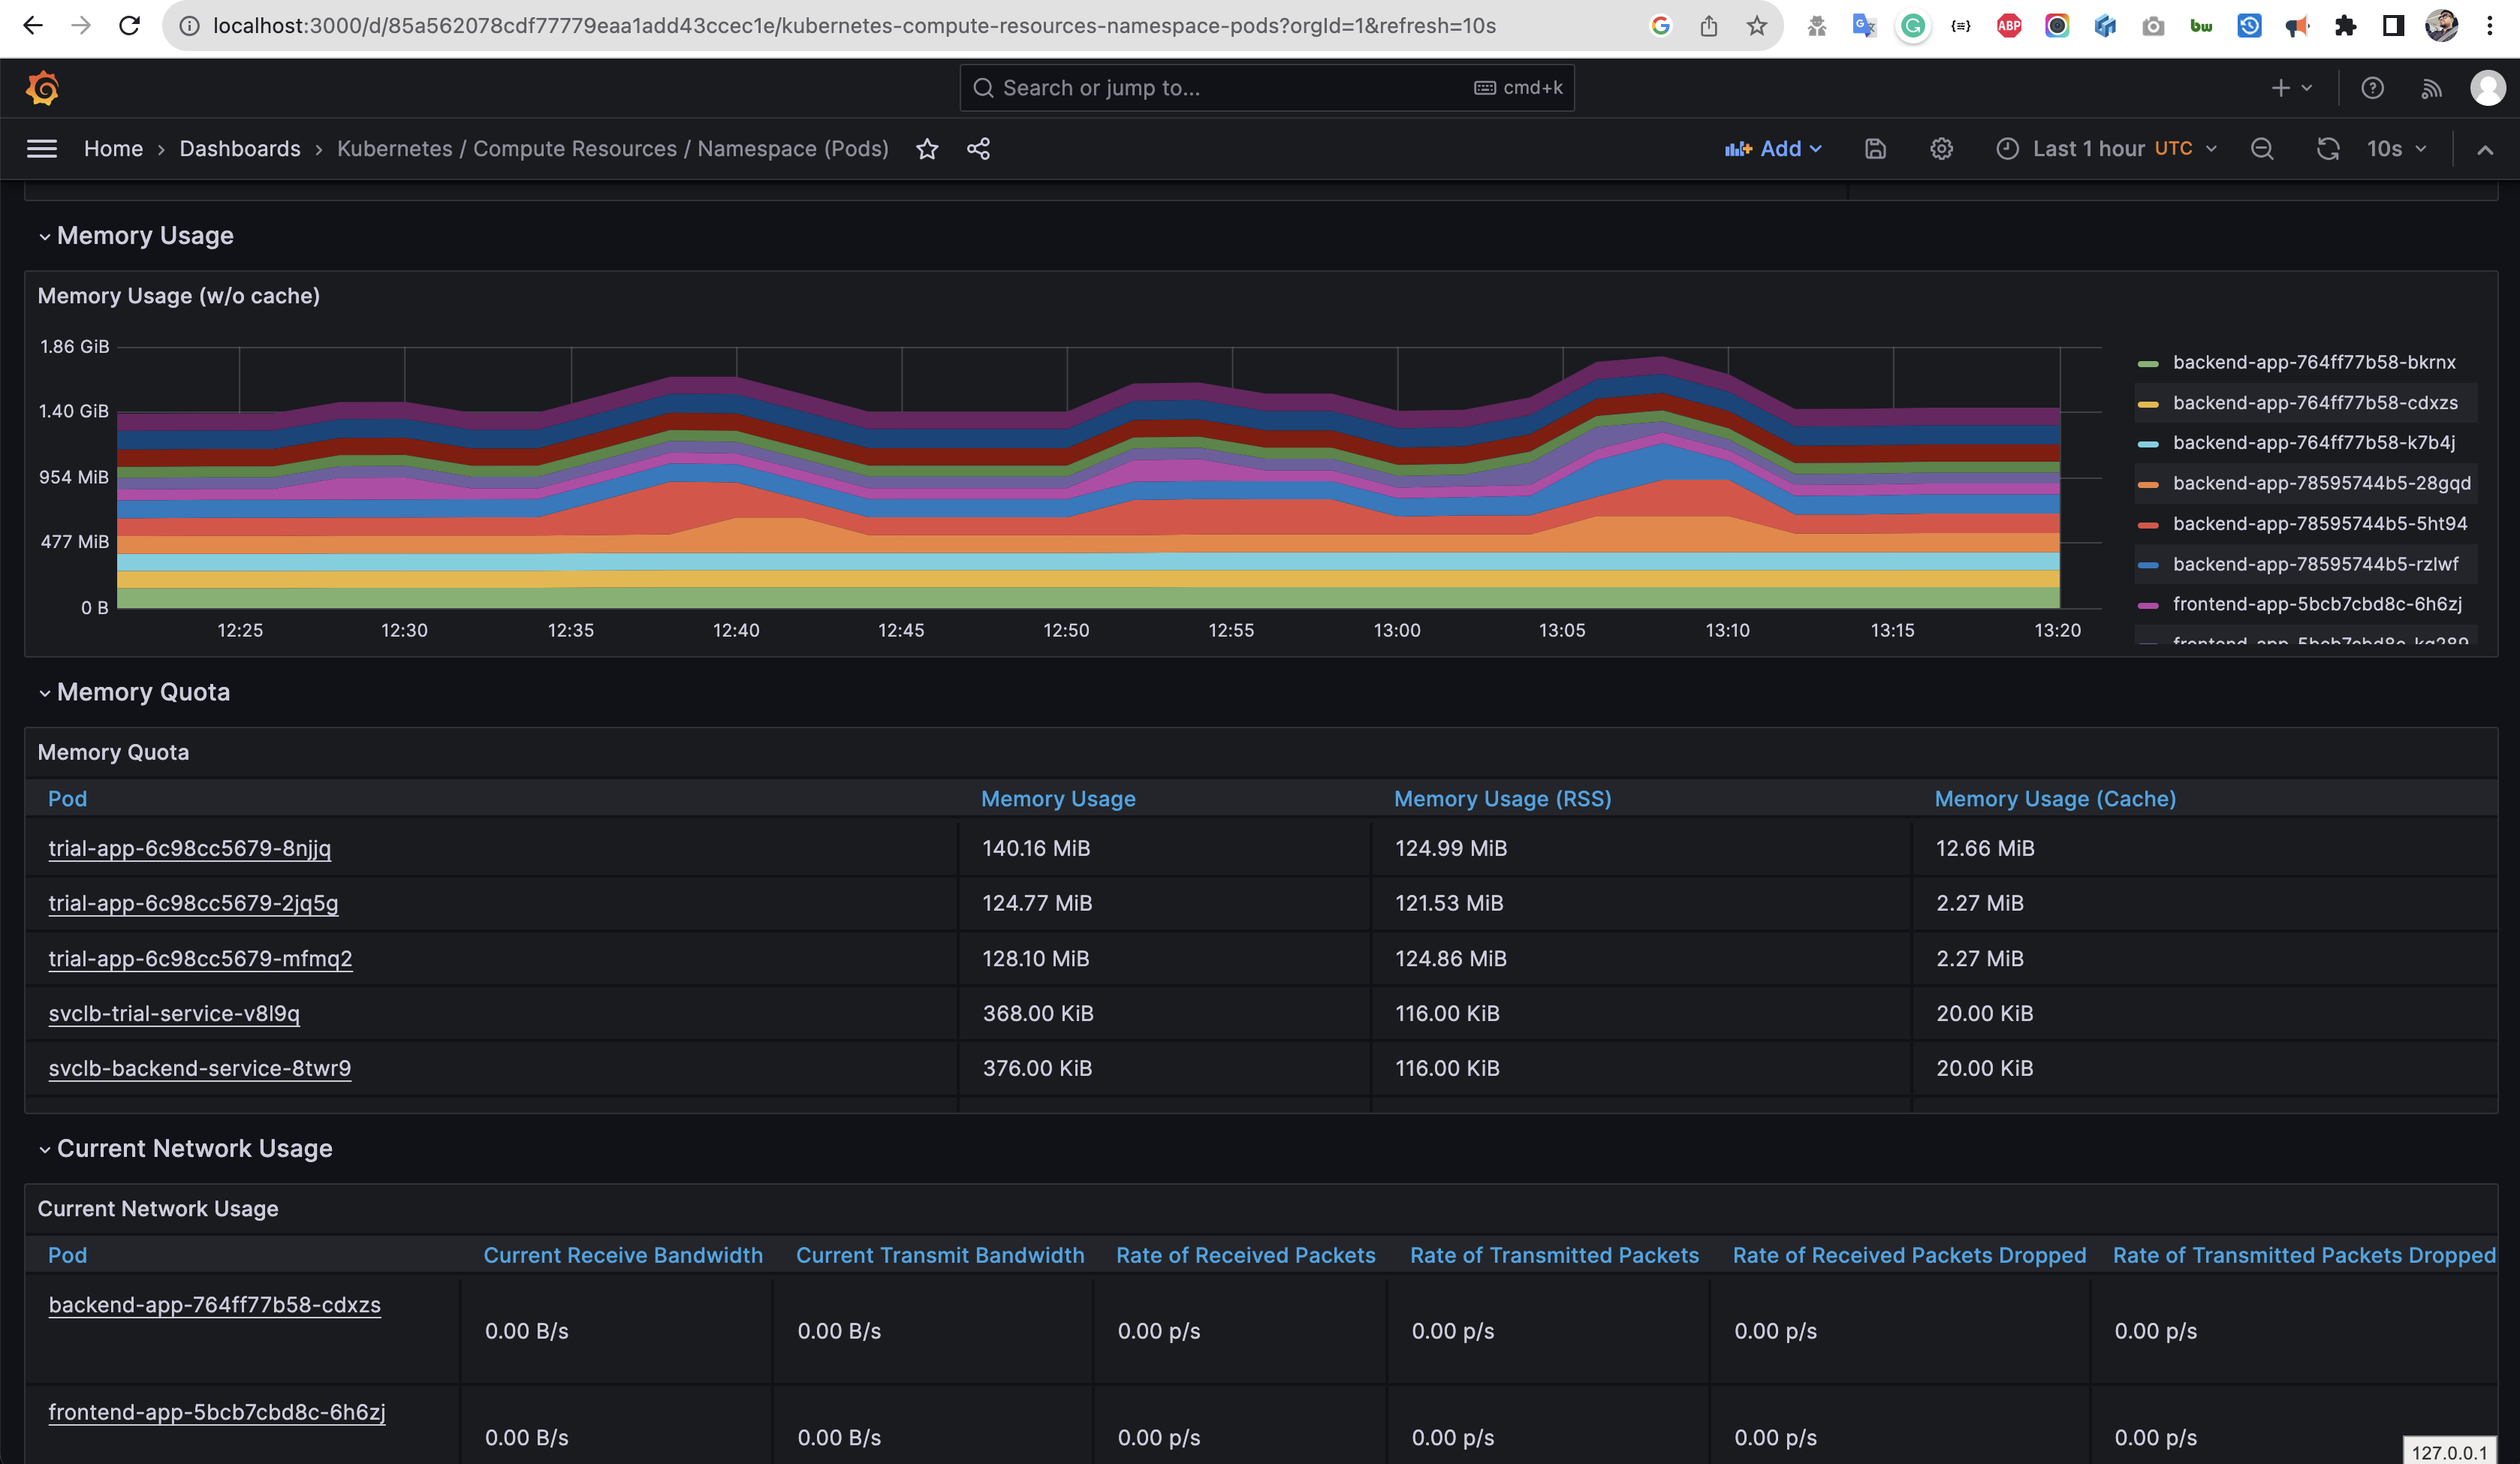 localhost:3000/d/85a562078cdf77779eaa1add43ccec1e/kubernetes-compute-resources-namespace-pods?orgId=1&refresh=10s
ABP
bw
Search or jump to...
cmd+k
Home › Dashboards › Kubernetes / Compute Resources / Namespace (Pods)
Add
Last 1 hour UTC
10s
Memory Usage
Memory Usage (w/o cache)
1.86 GiB
1.40 GiB
954 MiB
477 MiB
0 B
12:25 12:30 12:35 12:40 12:45 12:50 12:55 13:00 13:05 13:10 13:15 13:20
backend-app-764ff77b58-bkrnx
backend-app-764ff77b58-cdxzs
backend-app-764ff77b58-k7b4j
backend-app-78595744b5-28gqd
backend-app-78595744b5-5ht94
backend-app-78595744b5-rzlwf
frontend-app-5bcb7cbd8c-6h6zj
Memory Quota
Memory Quota
Pod Memory Usage Memory Usage (RSS) Memory Usage (Cache)
trial-app-6c98cc5679-8njjq 140.16 MiB 124.99 MiB 12.66 MiB
trial-app-6c98cc5679-2jq5g 124.77 MiB 121.53 MiB 2.27 MiB
trial-app-6c98cc5679-mfmq2 128.10 MiB 124.86 MiB 2.27 MiB
svclb-trial-service-v8l9q 368.00 KiB 116.00 KiB 20.00 KiB
svclb-backend-service-8twr9 376.00 KiB 116.00 KiB 20.00 KiB
Current Network Usage
Current Network Usage
Pod Current Receive Bandwidth Current Transmit Bandwidth Rate of Received Packets Rate of Transmitted Packets Rate of Received Packets Dropped Rate of Transmitted Packets Dropped
backend-app-764ff77b58-cdxzs 0.00 B/s 0.00 B/s 0.00 p/s 0.00 p/s 0.00 p/s 0.00 p/s
frontend-app-5bcb7cbd8c-6h6zj 0.00 B/s 0.00 B/s 0.00 p/s 0.00 p/s 0.00 p/s 0.00 p/s
127.0.0.1